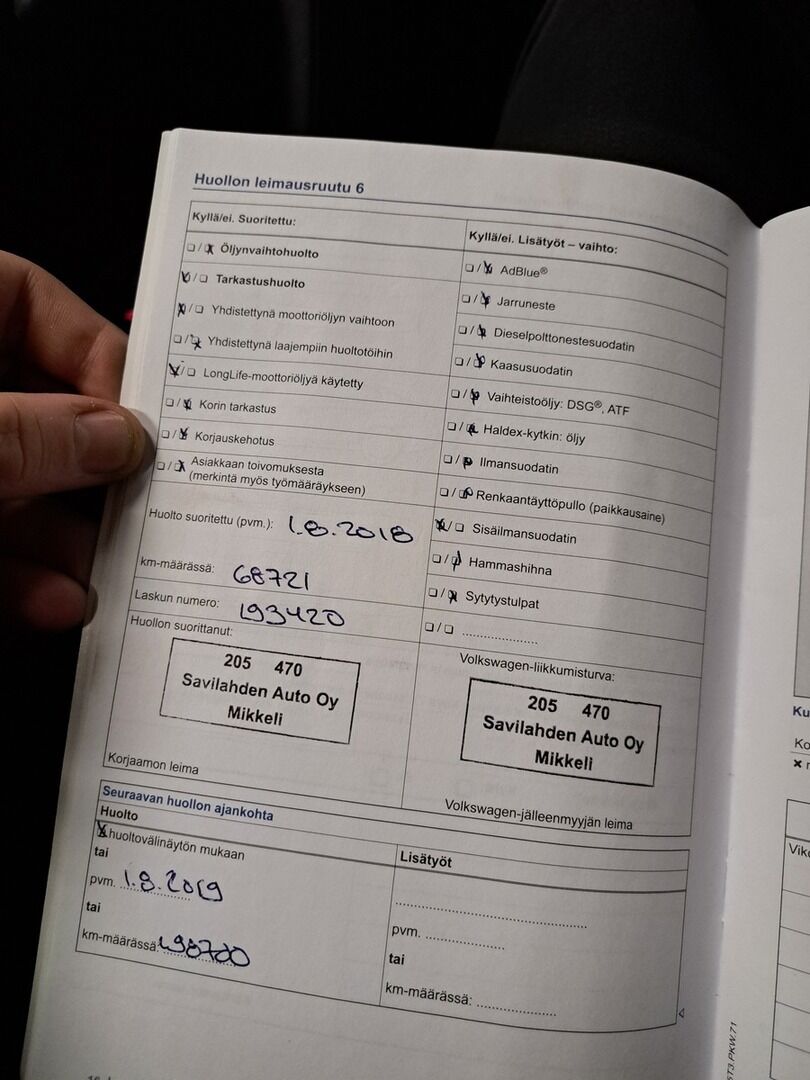 Huollon leimausruutu 6
Kyllä/ei. Suoritettu:
Öljynvaihtohuolto
Tarkastushuolto
Yhdistettynä moottoriöljyn vaihtoon
Yhdistettynä laajempiin huoltotöihin
LongLife-moottoriöljyä käytetty
Korin tarkastus
Korjauskehotus
Asiakkaan toivomuksesta
(merkintä myös työmääräykseen)
Huolto suoritettu (pvm.): 1.8.2018
km-määrässä: 68721
Laskun numero: 193420
Huollon suorittanut:
205 470
Savilahden Auto Oy
Mikkeli
Korjaamon leima
Kyllä/ei. Lisätyöt – vaihto:
AdBlue®
Jarruneste
Dieselpolttonestesuodatin
Kaasusuodatin
Vaihteistoöljy: DSG®, ATF
Haldex-kytkin: öljy
Ilmansuodatin
Renkaantäyttöpullo (paikkausaine)
Sisäilmansuodatin
Hammashihna
Sytytystulpat
Volkswagen-liikkumisturva:
205 470
Savilahden Auto Oy
Mikkeli
Volkswagen-jälleenmyyjän leima
Seuraavan huollon ajankohta
Huolto
huoltovälinäytön mukaan
tai
pvm. 1.8.2019
tai
km-määrässä:
Lisätyöt
pvm.
tai
km-määrässä:
Ku
Ko
Vik